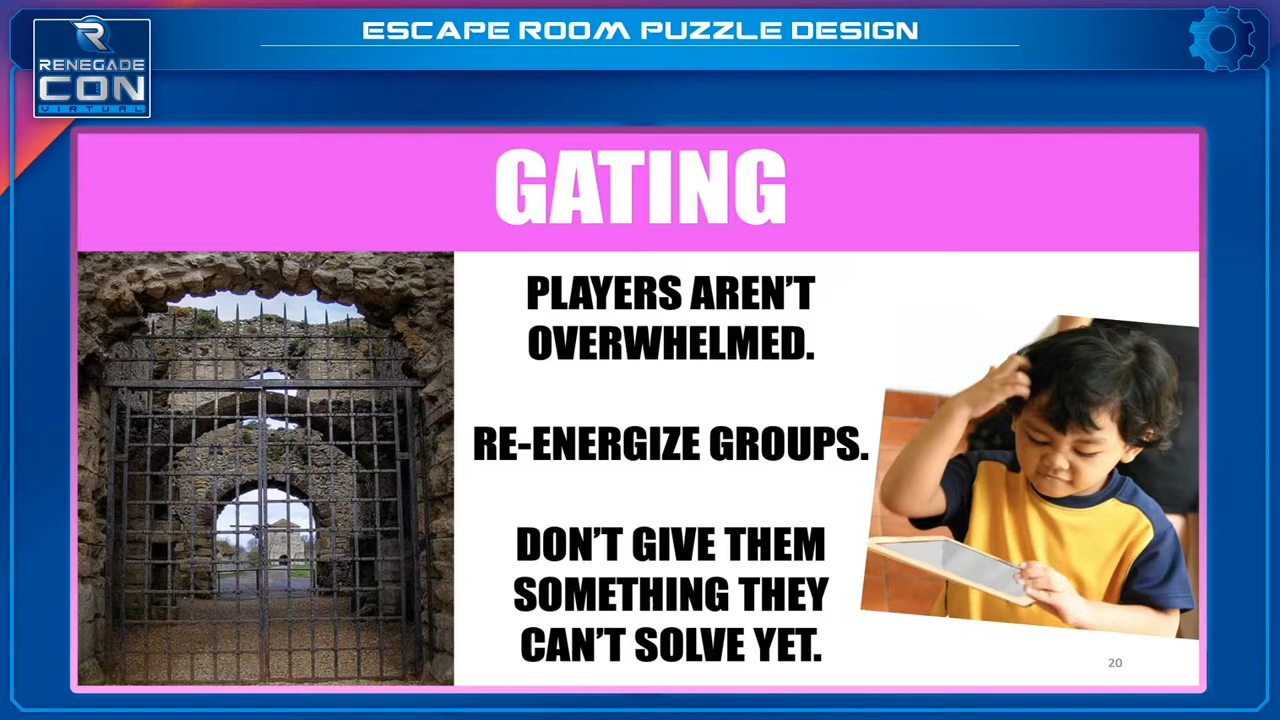 ESCAPE ROOM PUZZLE DESIGN
R
RENEGADE
CON
VIRTUAL
GATING
PLAYERS AREN'T
OVERWHELMED.
RE-ENERGIZE GROUPS.
DON'T GIVE THEM
SOMETHING THEY
CAN'T SOLVE YET.
20